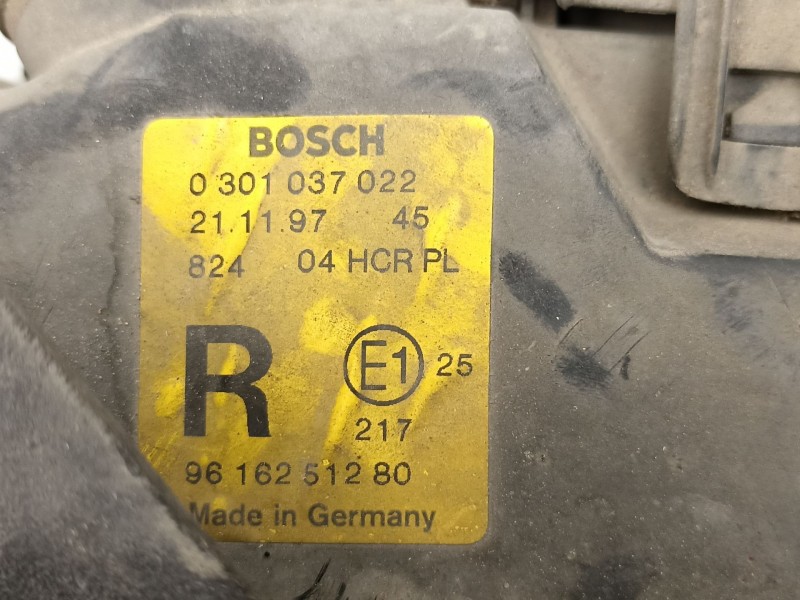 BOSCH
0 301 037 022
21.11.97 45
824 04 HCR PL
R E1 25
217
96 162 512 80
Made in Germany